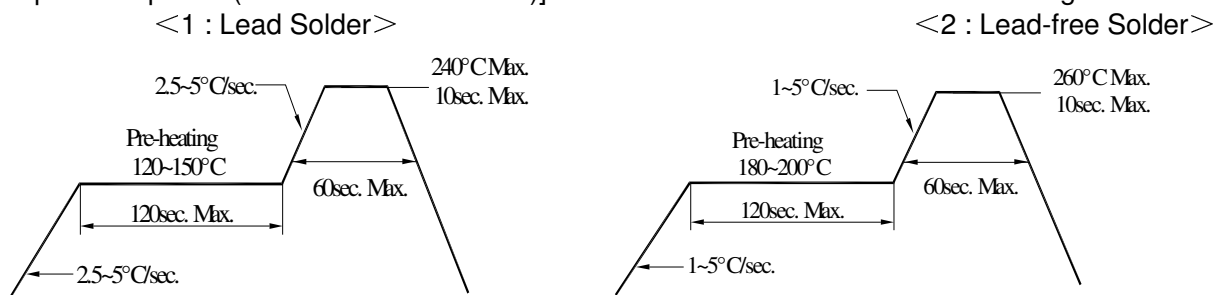 <1 : Lead Solder>
2.5~5°C/sec.
240°C Max.
10sec. Max.
Pre-heating
120~150°C
60sec. Max.
120sec. Max.
2.5~5°C/sec.
<2 : Lead-free Solder>
1~5°C/sec.
260°C Max.
10sec. Max.
Pre-heating
180~200°C
60sec. Max.
120sec. Max.
1~5°C/sec.